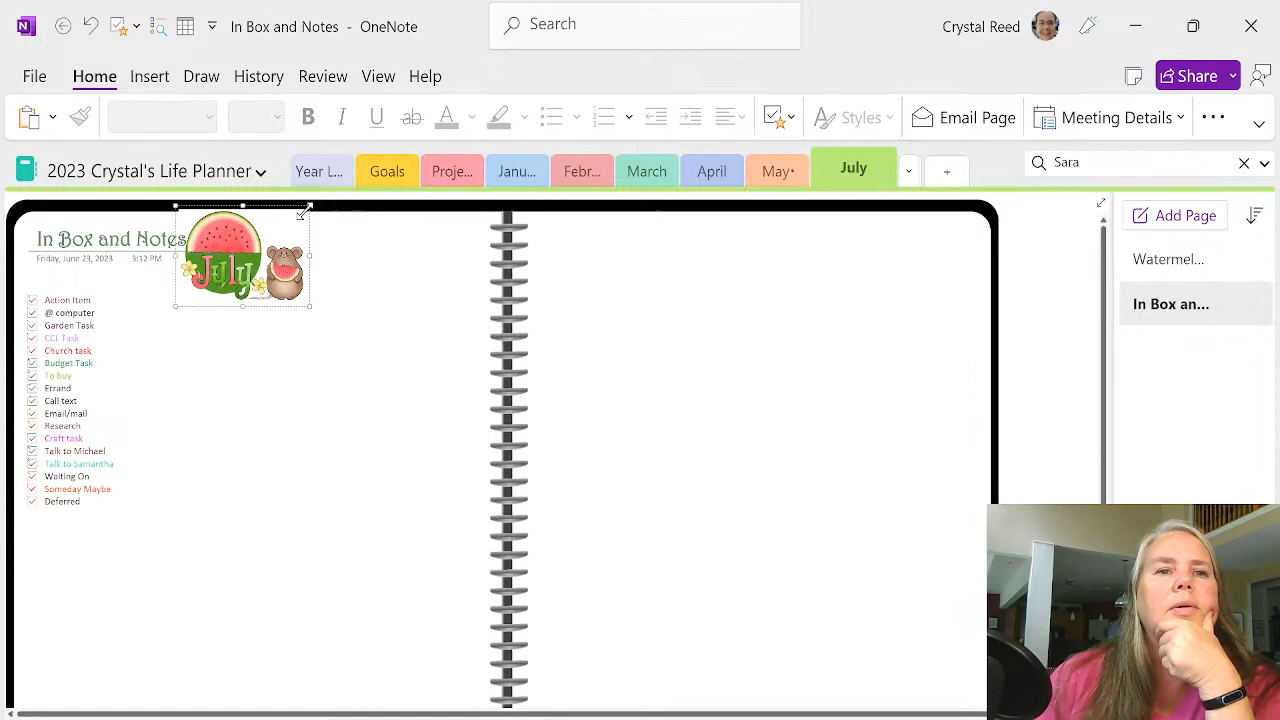 In Box and Notes - OneNote
Search
Crystal Reed
File
Home
Insert
Draw
History
Review
View
Help
Share
B
I
U
ab
A
Styles
Email Page
Meeting Details
2023 Crystal's Life Planner
Year L...
Goals
Proje...
Janu...
Febr...
March
April
May
July
Sara
Add Page
Watermel...
In Box an...
In Box and Notes
3:12 PM
July
Action Item
@ computer
Garden Task
CCL Task
Church task
Budget Task
To buy
Errand
Call text
Email/mail
Research
Craft task
Talk to Michael
Talk to Samantha
Waiting On
Someday Maybe
Deferred